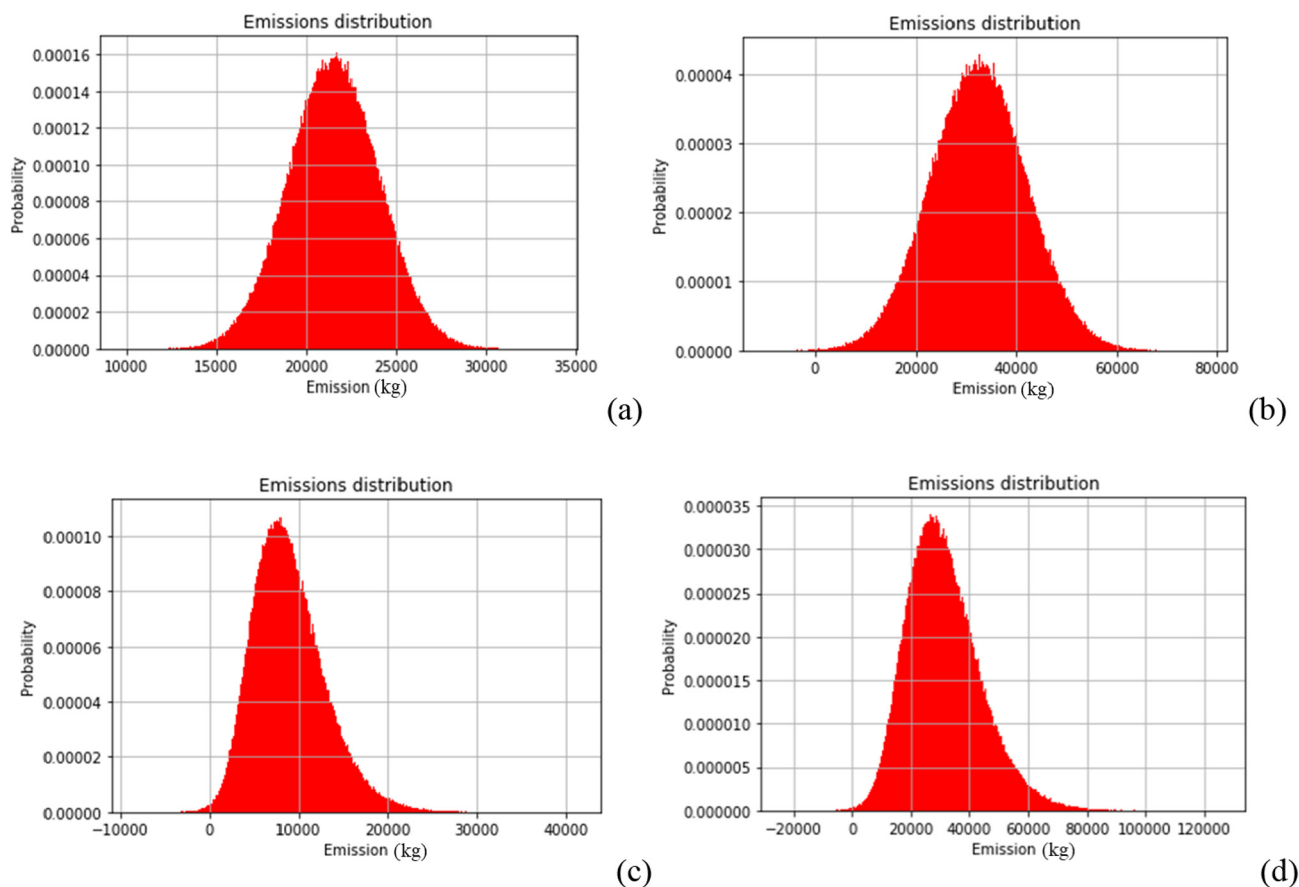 Emissions distribution
0.00016
0.00014
0.00012
0.00010
0.00008
0.00006
0.00004
0.00002
0.00000
Probability
10000 15000 20000 25000 30000 35000
Emission (kg)
(a)
Emissions distribution
0.00004
0.00003
0.00002
0.00001
0.00000
Probability
0 20000 40000 60000 80000
Emission (kg)
(b)
Emissions distribution
0.00010
0.00008
0.00006
0.00004
0.00002
0.00000
Probability
−10000 0 10000 20000 30000 40000
Emission (kg)
(c)
Emissions distribution
0.000035
0.000030
0.000025
0.000020
0.000015
0.000010
0.000005
0.000000
Probability
−20000 0 20000 40000 60000 80000 100000 120000
Emission (kg)
(d)